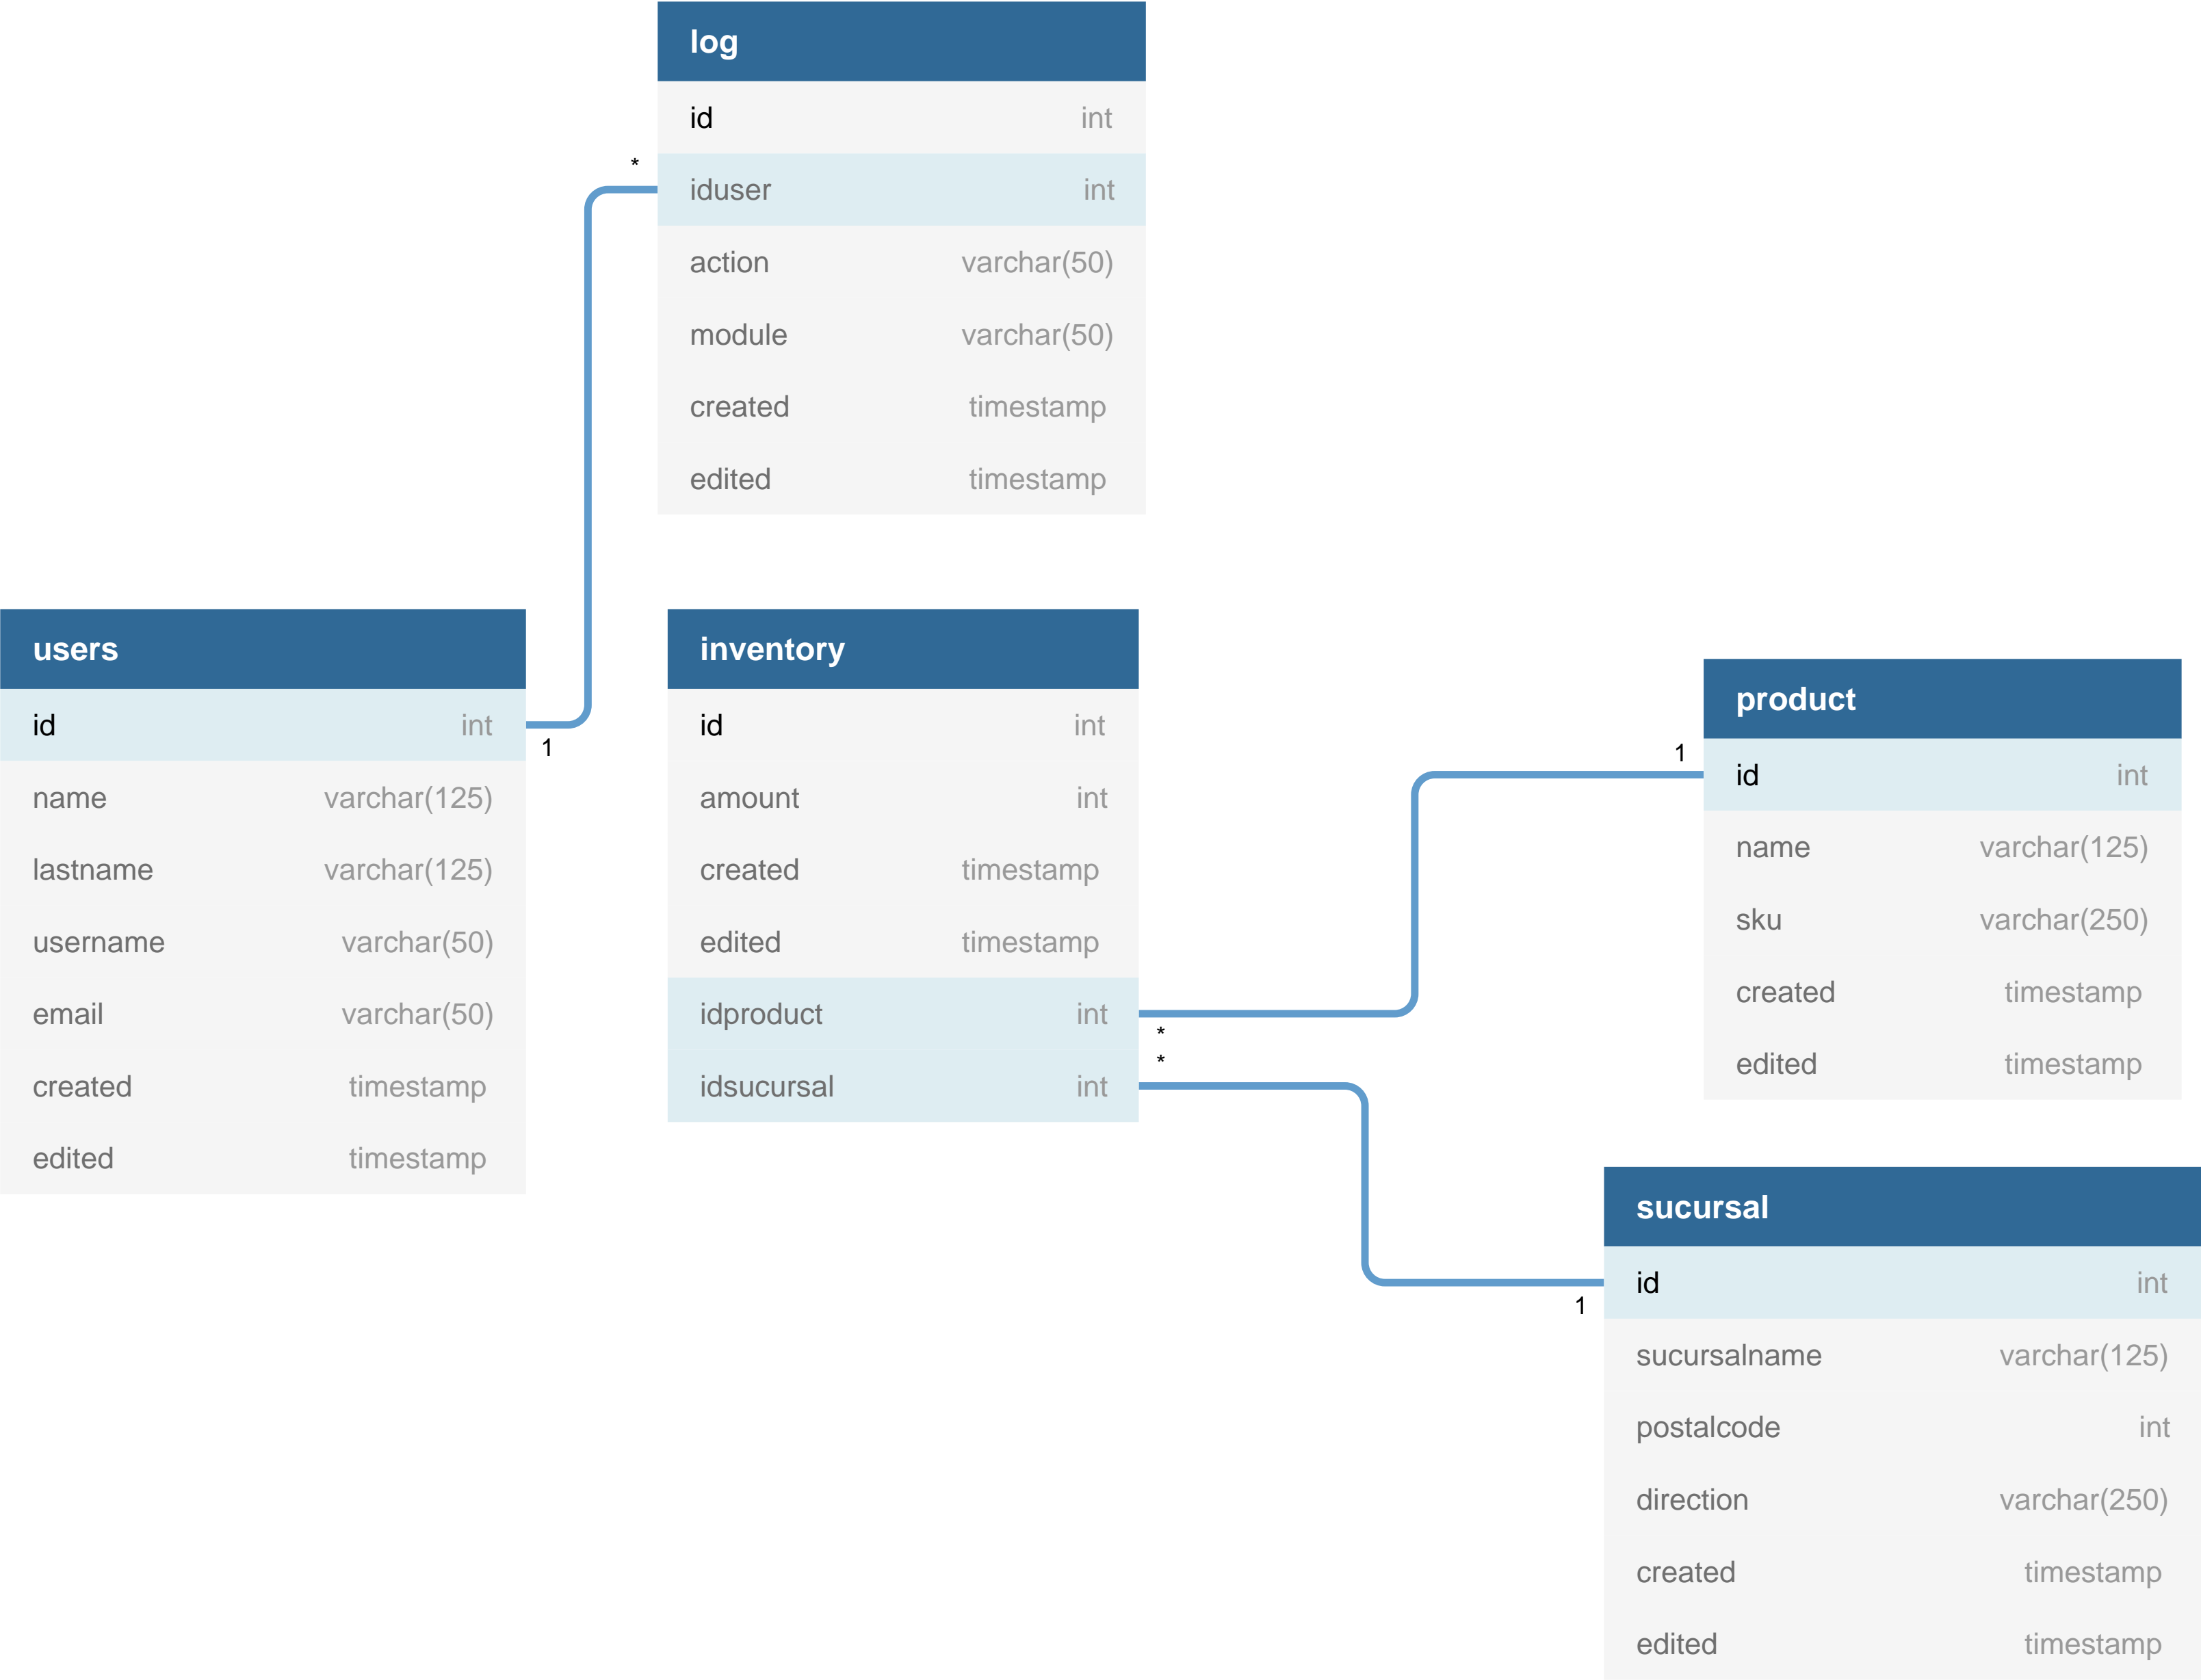 log
id int
* iduser int
action varchar(50)
module varchar(50)
created timestamp
edited timestamp
users
id int
1
name varchar(125)
lastname varchar(125)
username varchar(50)
email varchar(50)
created timestamp
edited timestamp
inventory
id int
amount int
created timestamp
edited timestamp
idproduct int
*
*
idsucursal int
product
1
id int
name varchar(125)
sku varchar(250)
created timestamp
edited timestamp
sucursal
id int
1
sucursalname varchar(125)
postalcode int
direction varchar(250)
created timestamp
edited timestamp